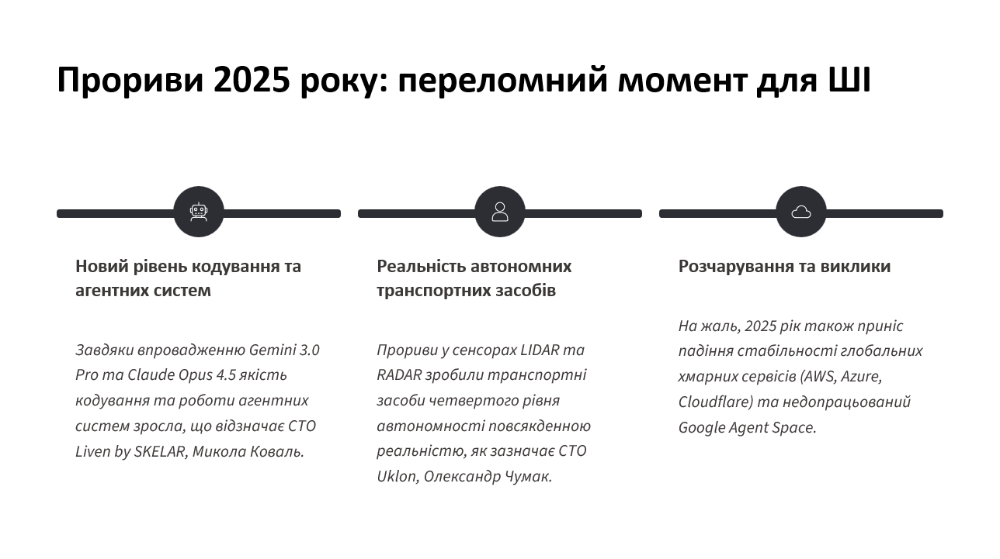 Прориви 2025 року: переломний момент для ШІ
Новий рівень кодування та
агентних систем
Завдяки впровадженню Gemini 3.0
Pro та Claude Opus 4.5 якість
кодування та роботи агентних
систем зросла, що відзначає CTO
Liven by SKELAR, Микола Коваль.
Реальність автономних
транспортних засобів
Прориви у сенсорах LIDAR та
RADAR зробили транспортні
засоби четвертого рівня
автономності повсякденною
реальністю, як зазначає CTO
Uklon, Олександр Чумак.
Розчарування та виклики
На жаль, 2025 рік також приніс
падіння стабільності глобальних
хмарних сервісів (AWS, Azure,
Cloudflare) та недопрацьований
Google Agent Space.